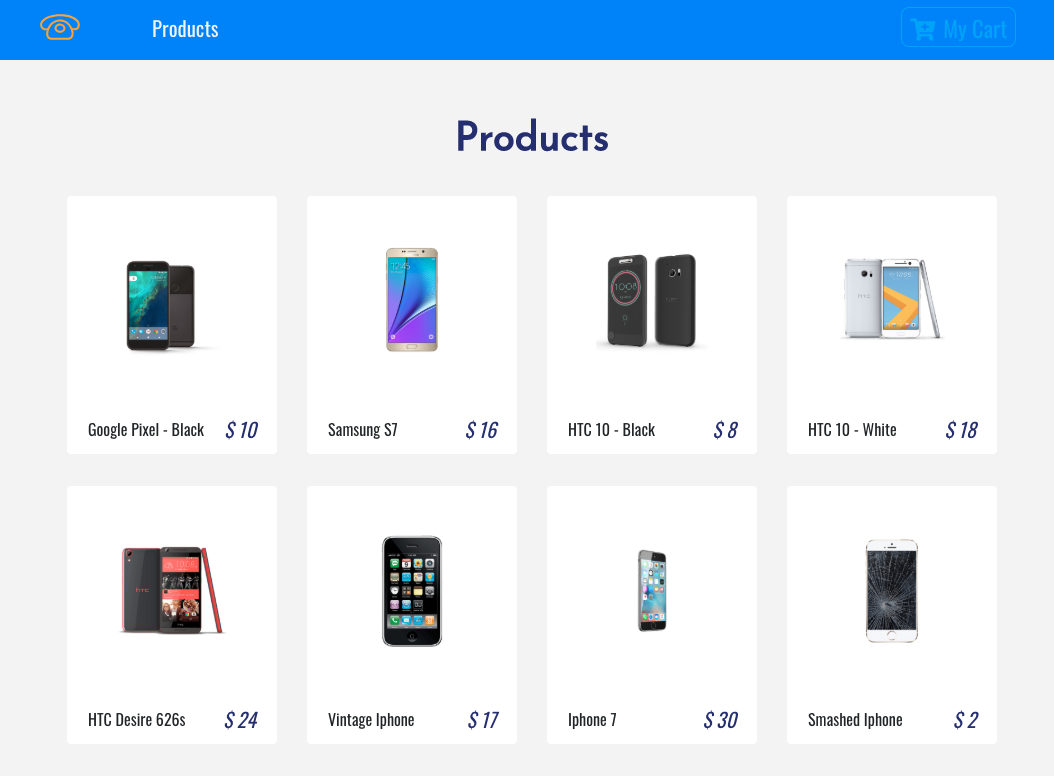 Products
My Cart
Products
Google Pixel - Black $ 10
Samsung S7 $ 16
HTC 10 - Black $ 8
HTC 10 - White $ 18
HTC Desire 626s $ 24
Vintage Iphone $ 17
Iphone 7 $ 30
Smashed Iphone $ 2